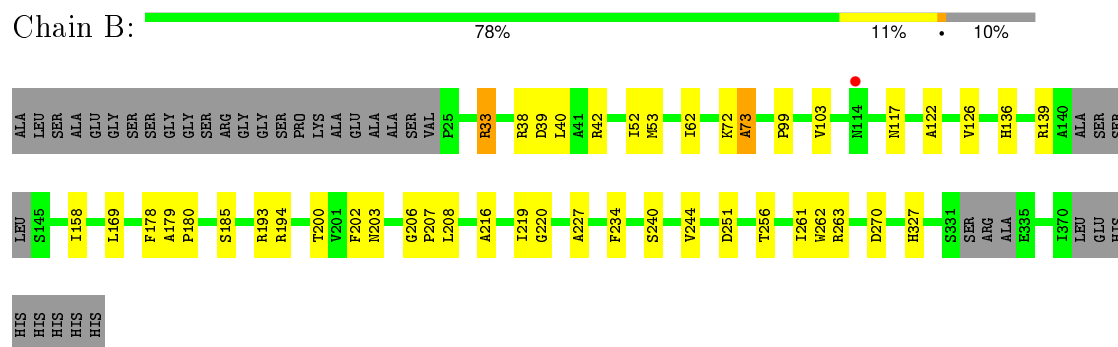 Chain B:
78% 11% • 10%
ALA LEU SER ALA GLU GLY SER SER GLY GLY SER ARG GLY GLY SER PRO LYS ALA GLU ALA ALA SER VAL P25 R33 R38 D39 L40 A41 R42 I52 M53 I62 K72 A73 P99 V103 N114 N117 A122 V126 H136 R139 A140 ALA SER SER
LEU S145 I158 L169 F178 A179 P180 S185 R193 R194 T200 V201 F202 N203 G206 P207 L208 A216 I219 G220 A227 F234 S240 V244 D251 T256 I261 W262 R263 D270 H327 S331 SER ARG ALA E335 I370 LEU GLU HIS
HIS HIS HIS HIS HIS